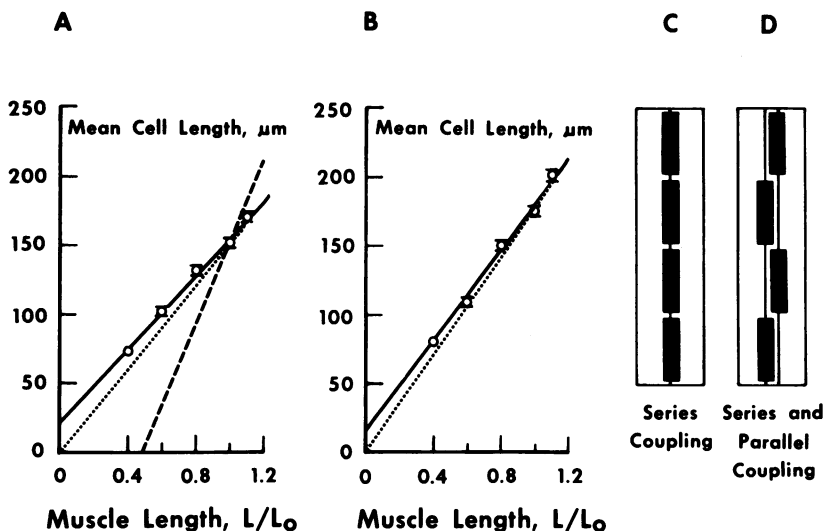 A
B
C
D
250
200
150
100
50
0
Mean Cell Length, µm
0
0.4
0.8
1.2
Muscle Length, L/Lo
250
200
150
100
50
0
Mean Cell Length, µm
0
0.4
0.8
1.2
Muscle Length, L/Lo
Series
Coupling
Series and
Parallel
Coupling